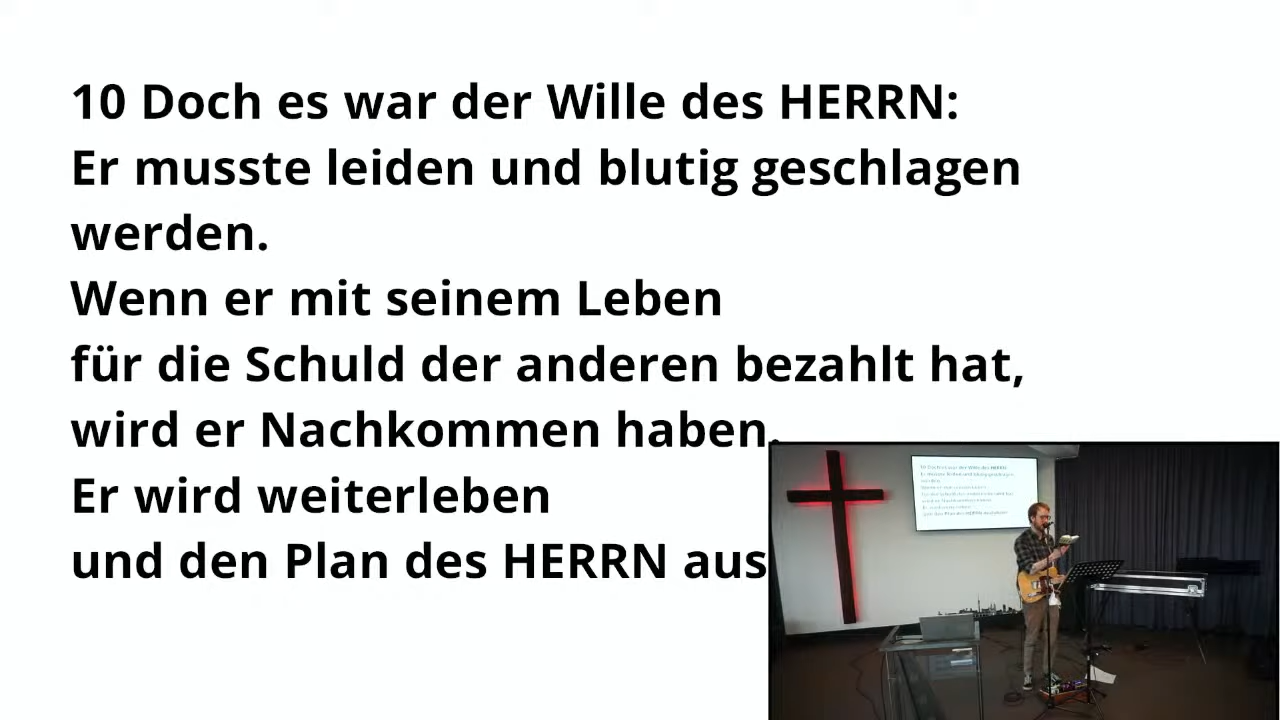 10 Doch es war der Wille des HERRN:
Er musste leiden und blutig geschlagen
werden.
Wenn er mit seinem Leben
für die Schuld der anderen bezahlt hat,
wird er Nachkommen haben.
Er wird weiterleben
und den Plan des HERRN aus